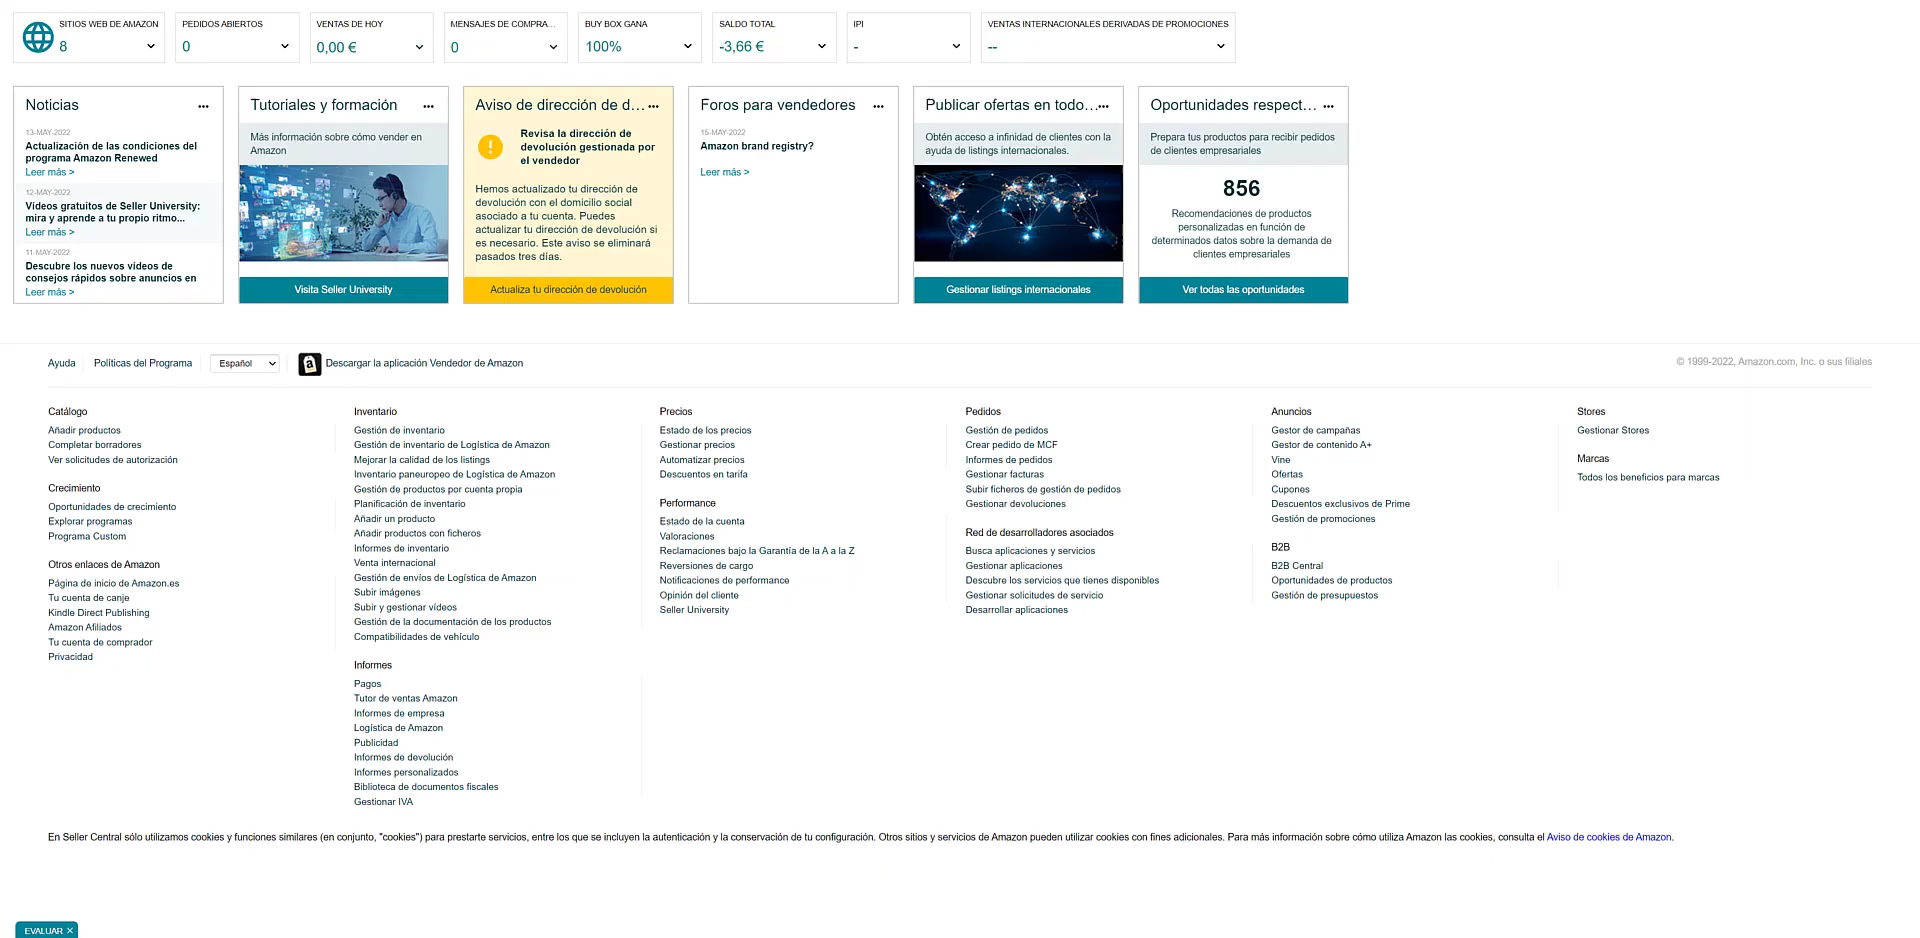 SITIOS WEB DE AMAZON
8
PEDIDOS ABIERTOS
0
VENTAS DE HOY
0,00 €
MENSAJES DE COMPRA...
0
BUY BOX GANA
100%
SALDO TOTAL
-3,66 €
IPI
-
VENTAS INTERNACIONALES DERIVADAS DE PROMOCIONES
--
Noticias
13-MAY-2022
Actualización de las condiciones del
programa Amazon Renewed
Leer más >
12-MAY-2022
Vídeos gratuitos de Seller University:
mira y aprende a tu propio ritmo...
Leer más >
11-MAY-2022
Descubre los nuevos vídeos de
consejos rápidos sobre anuncios en
Leer más >
Tutoriales y formación
Más información sobre cómo vender en
Amazon
Visita Seller University
Aviso de dirección de d...
Revisa la dirección de
devolución gestionada por
el vendedor
Hemos actualizado tu dirección de
devolución con el domicilio social
asociado a tu cuenta. Puedes
actualizar tu dirección de devolución si
es necesario. Este aviso se eliminará
pasados tres días.
Actualiza tu dirección de devolución
Foros para vendedores
15-MAY-2022
Amazon brand registry?
Leer más >
Publicar ofertas en todo...
Obtén acceso a infinidad de clientes con la
ayuda de listings internacionales.
Gestionar listings internacionales
Oportunidades respect...
Prepara tus productos para recibir pedidos
de clientes empresariales
856
Recomendaciones de productos
personalizadas en función de
determinados datos sobre la demanda de
clientes empresariales
Ver todas las oportunidades
Ayuda
Políticas del Programa
Español
Descargar la aplicación Vendedor de Amazon
© 1999-2022, Amazon.com, Inc. o sus filiales
Catálogo
Añadir productos
Completar borradores
Ver solicitudes de autorización
Crecimiento
Oportunidades de crecimiento
Explorar programas
Programa Custom
Otros enlaces de Amazon
Página de inicio de Amazon.es
Tu cuenta de canje
Kindle Direct Publishing
Amazon Afiliados
Tu cuenta de comprador
Privacidad
Inventario
Gestión de inventario
Gestión de inventario de Logística de Amazon
Mejorar la calidad de los listings
Inventario paneuropeo de Logística de Amazon
Gestión de productos por cuenta propia
Planificación de inventario
Añadir un producto
Añadir productos con ficheros
Informes de inventario
Venta internacional
Gestión de envíos de Logística de Amazon
Subir imágenes
Subir y gestionar vídeos
Gestión de la documentación de los productos
Compatibilidades de vehículo
Informes
Pagos
Tutor de ventas Amazon
Informes de empresa
Logística de Amazon
Publicidad
Informes de devolución
Informes personalizados
Biblioteca de documentos fiscales
Gestionar IVA
Precios
Estado de los precios
Gestionar precios
Automatizar precios
Descuentos en tarifa
Performance
Estado de la cuenta
Valoraciones
Reclamaciones bajo la Garantía de la A a la Z
Reversiones de cargo
Notificaciones de performance
Opinión del cliente
Seller University
Pedidos
Gestión de pedidos
Crear pedido de MCF
Informes de pedidos
Gestionar facturas
Subir ficheros de gestión de pedidos
Gestionar devoluciones
Red de desarrolladores asociados
Busca aplicaciones y servicios
Gestionar aplicaciones
Descubre los servicios que tienes disponibles
Gestionar solicitudes de servicio
Desarrollar aplicaciones
Anuncios
Gestor de campañas
Gestor de contenido A+
Vine
Ofertas
Cupones
Descuentos exclusivos de Prime
Gestión de promociones
B2B
B2B Central
Oportunidades de productos
Gestión de presupuestos
Stores
Gestionar Stores
Marcas
Todos los beneficios para marcas
En Seller Central sólo utilizamos cookies y funciones similares (en conjunto, "cookies") para prestarte servicios, entre los que se incluyen la autenticación y la conservación de tu configuración. Otros sitios y servicios de Amazon pueden utilizar cookies con fines adicionales. Para más información sobre cómo utiliza Amazon las cookies, consulta el Aviso de cookies de Amazon.
EVALUAR ×